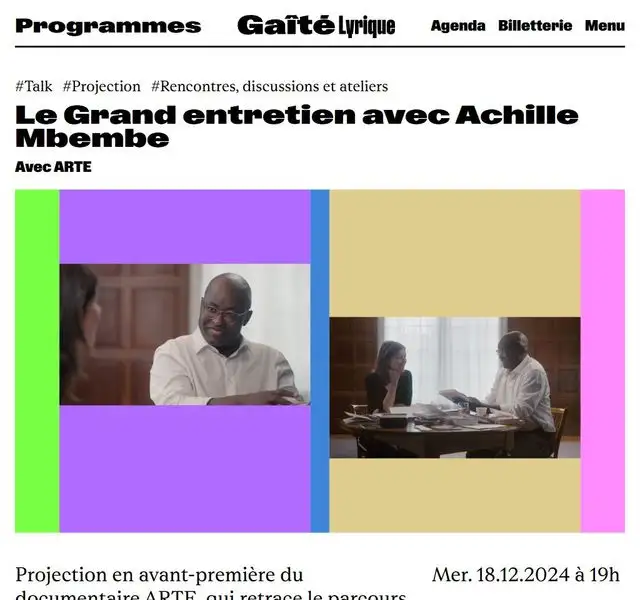 Programmes Gaîté Lyrique Agenda Billetterie Menu
#Talk #Projection #Rencontres, discussions et ateliers
Le Grand entretien avec Achille
Mbembe
Avec ARTE
Projection en avant-première du
Mer. 18.12.2024 à 19h
documentaire ARTE, qui retrace le parcours